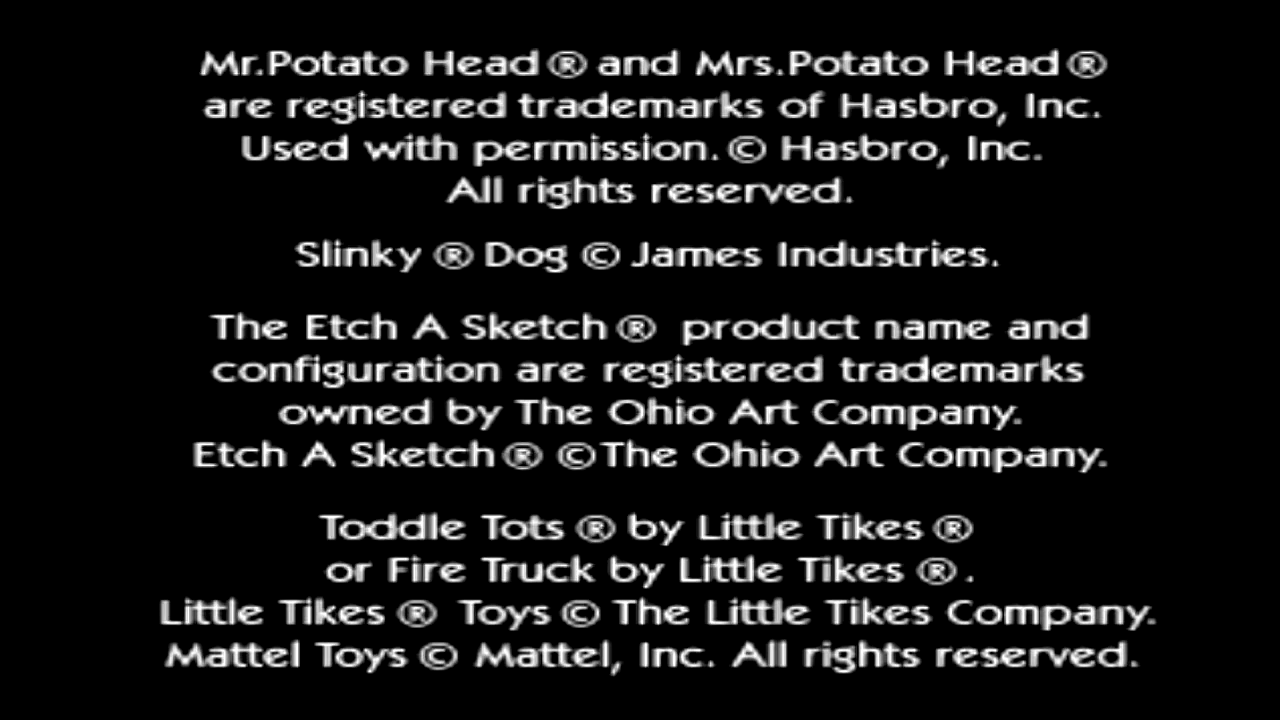 Mr.Potato Head ® and Mrs.Potato Head ®
are registered trademarks of Hasbro, Inc.
Used with permission. © Hasbro, Inc.
All rights reserved.
Slinky ® Dog © James Industries.
The Etch A Sketch ® product name and
configuration are registered trademarks
owned by The Ohio Art Company.
Etch A Sketch ® ©The Ohio Art Company.
Toddle Tots ® by Little Tikes ®
or Fire Truck by Little Tikes ® .
Little Tikes ® Toys © The Little Tikes Company.
Mattel Toys © Mattel, Inc. All rights reserved.